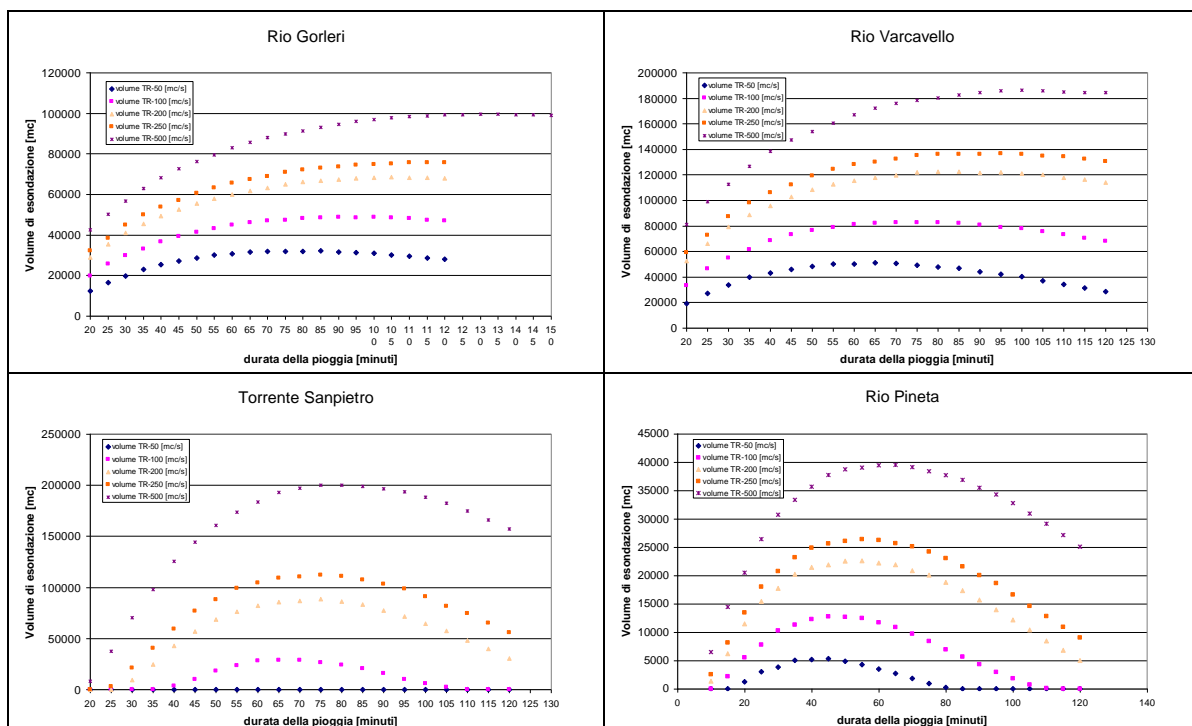 Rio Gorleri
Volume di esondazione [mc]
120000
100000
80000
60000
40000
20000
0
volume TR-50 [mc/s]
volume TR-100 [mc/s]
volume TR-200 [mc/s]
volume TR-250 [mc/s]
volume TR-500 [mc/s]
20 25 30 35 40 45 50 55 60 65 70 75 80 85 90 95 10 10 11 11 12 12 13 13 14 14 15
0 5 0 5 0 5 0 5 0 5 0
durata della pioggia [minuti]
Rio Varcavello
Volume di esondazione [mc]
200000
180000
160000
140000
120000
100000
80000
60000
40000
20000
0
volume TR-50 [mc/s]
volume TR-100 [mc/s]
volume TR-200 [mc/s]
volume TR-250 [mc/s]
volume TR-500 [mc/s]
20 25 30 35 40 45 50 55 60 65 70 75 80 85 90 95 100 105 110 115 120 125 130
durata della pioggia [minuti]
Torrente Sanpietro
Volume di esondazione [mc]
250000
200000
150000
100000
50000
0
volume TR-50 [mc/s]
volume TR-100 [mc/s]
volume TR-200 [mc/s]
volume TR-250 [mc/s]
volume TR-500 [mc/s]
20 25 30 35 40 45 50 55 60 65 70 75 80 85 90 95 100 105 110 115 120 125 130
durata della pioggia [minuti]
Rio Pineta
Volume di esondazione [mc]
45000
40000
35000
30000
25000
20000
15000
10000
5000
0
volume TR-50 [mc/s]
volume TR-100 [mc/s]
volume TR-200 [mc/s]
volume TR-250 [mc/s]
volume TR-500 [mc/s]
0 20 40 60 80 100 120 140
durata della pioggia [minuti]